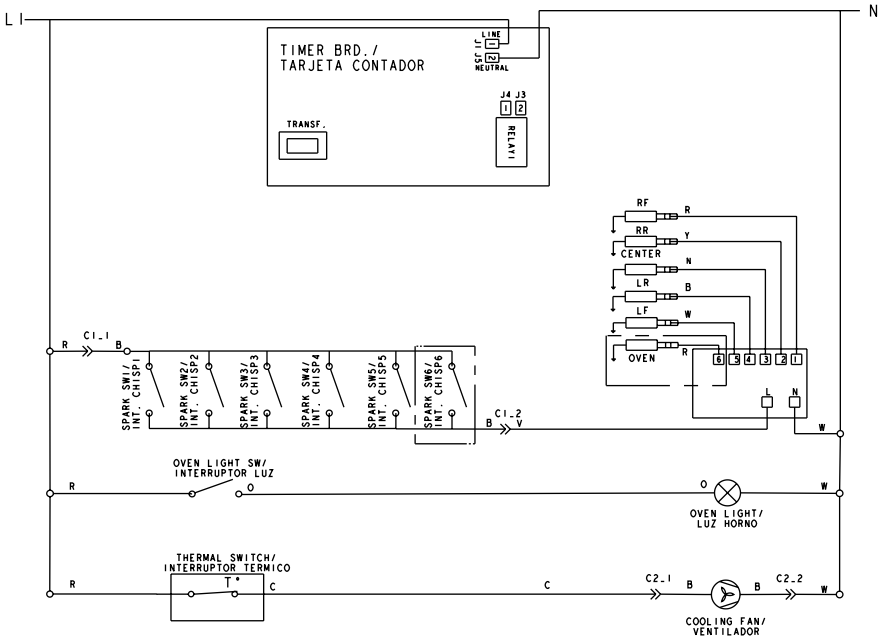 L1
N
TIMER BRD./
TARJETA CONTADOR
LINE
J1
1
J5
2
NEUTRAL
TRANSF.
J4 J3
1 2
RELAY1
RF
R
RR
Y
CENTER
N
LR
B
LF
W
OVEN
R
6 5 4 3 2 1
L N
W
R
C1_1
B
SPARK SW1/
INT. CHISP1
SPARK SW2/
INT. CHISP2
SPARK SW3/
INT. CHISP3
SPARK SW4/
INT. CHISP4
SPARK SW5/
INT. CHISP5
SPARK SW6/
INT. CHISP6
B
C1_2
V
OVEN LIGHT SW/
INTERRUPTOR LUZ
R
O
O
W
OVEN LIGHT/
LUZ HORNO
THERMAL SWITCH/
INTERRUPTOR TERMICO
R
T°
C
C
C2_1
B
B
C2_2
W
COOLING FAN/
VENTILADOR